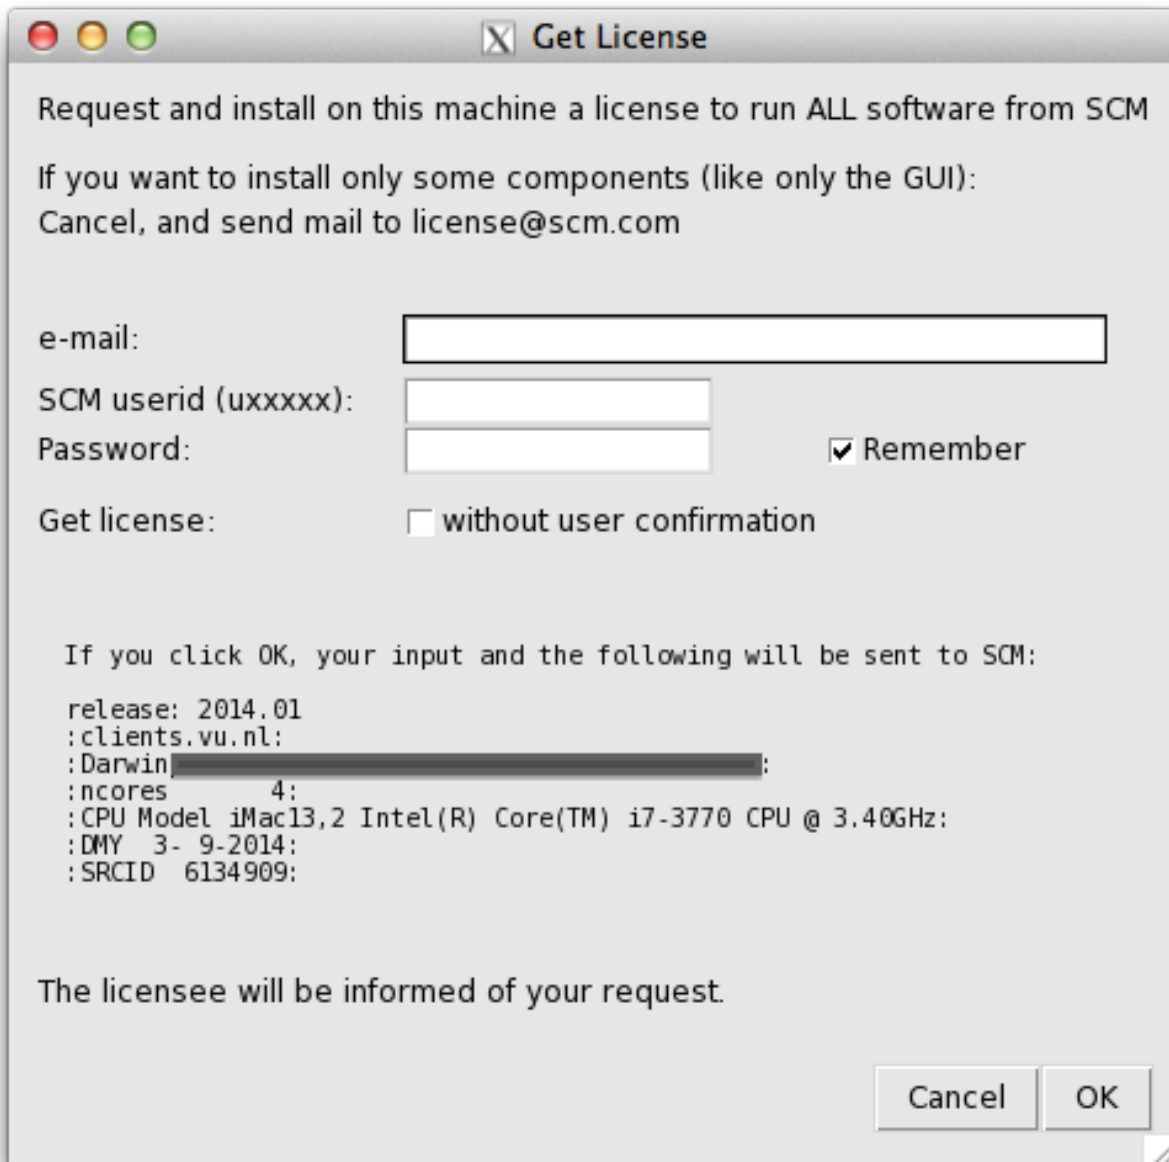 Get License
Request and install on this machine a license to run ALL software from SCM
If you want to install only some components (like only the GUI):
Cancel, and send mail to license@scm.com
e-mail:
SCM userid (uxxxxx):
Password:
Remember
Get license:
without user confirmation
If you click OK, your input and the following will be sent to SCM:
release: 2014.01
:clients.vu.nl:
:Darwin :
:ncores 4:
:CPU Model iMac13,2 Intel(R) Core(TM) i7-3770 CPU @ 3.40GHz:
:DMY 3- 9-2014:
:SRCID 6134909:
The licensee will be informed of your request.
Cancel OK